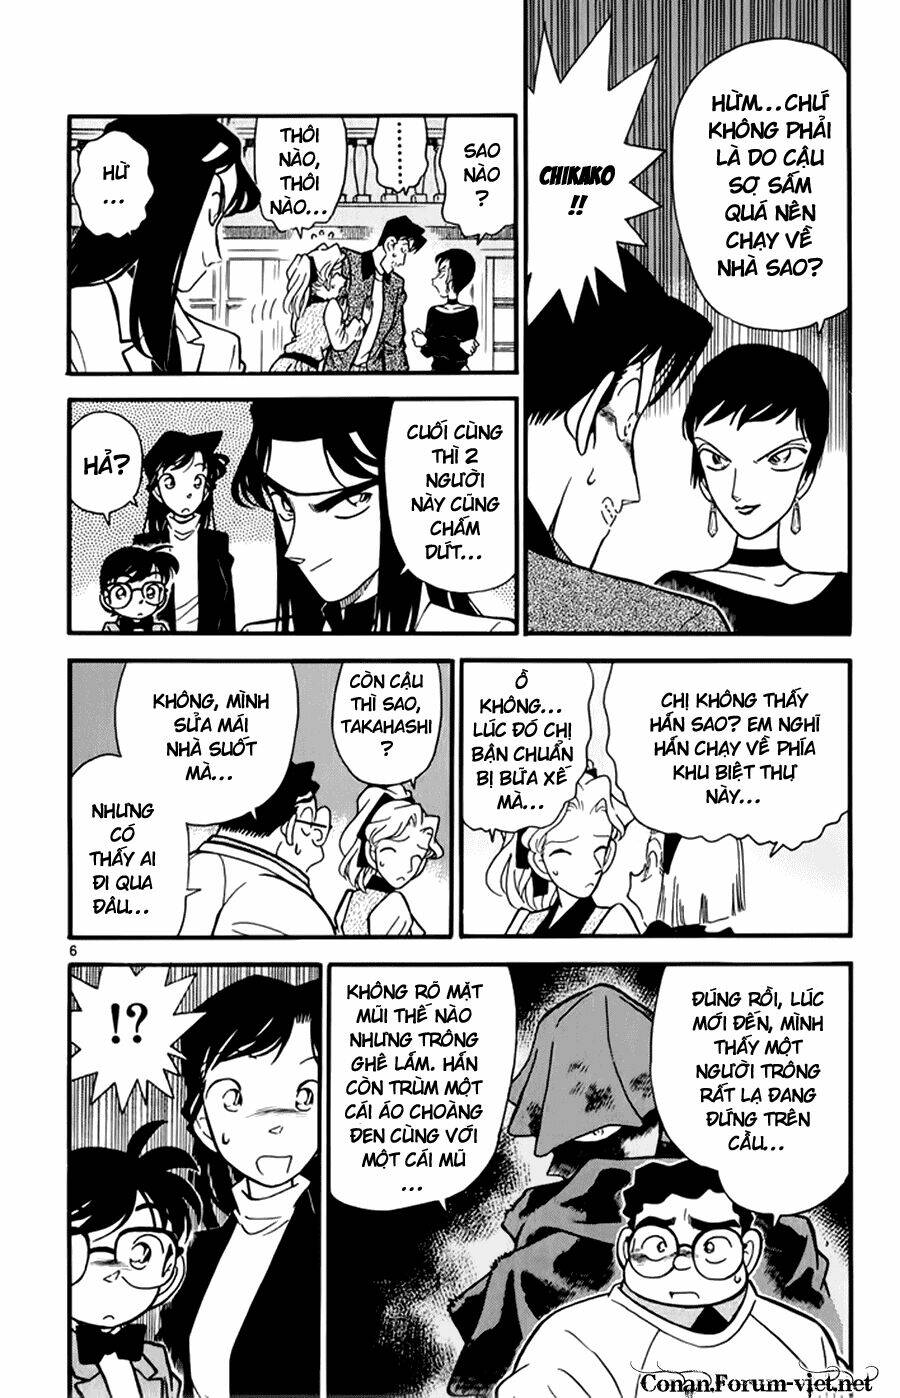 HỪM...CHỨ
KHÔNG PHẢI
LÀ DO CẬU
SỢ SẤM
QUÁ NÊN
CHẠY VỀ
NHÀ SAO?
CHIKAKO
!!
SAO
NÀO
?
......
THÔI
NÀO,
THÔI
NÀO...
HỪ
...
CUỐI CÙNG
THÌ 2
NGƯỜI
NÀY CŨNG
CHẤM
DỨT...
HẢ?
CHỊ KHÔNG THẤY
HẮN SAO? EM NGHĨ
HẮN CHẠY VỀ PHÍA
KHU BIỆT THỰ
NÀY...
Ồ
KHÔNG...
LÚC ĐÓ CHỊ
BẬN CHUẨN
BỊ BỮA XẾ
MÀ...
CÒN CẬU
THÌ SAO,
TAKAHASHI
?
KHÔNG, MÌNH
SỬA MÁI
NHÀ SUỐT
MÀ...
NHƯNG
CÓ
THẤY AI
ĐI QUA
ĐÂU...
6
ĐÚNG RỒI, LÚC
MỚI ĐẾN, MÌNH
THẤY MỘT
NGƯỜI TRÔNG
RẤT LẠ ĐANG
ĐỨNG TRÊN
CẦU...
KHÔNG RÕ MẶT
MŨI THẾ NÀO
NHƯNG TRÔNG
GHÊ LẮM. HẮN
CÒN TRÙM MỘT
CÁI ÁO CHOÀNG
ĐEN CÙNG VỚI
MỘT CÁI MŨ
...
!?
Conan.Forum-viet.net